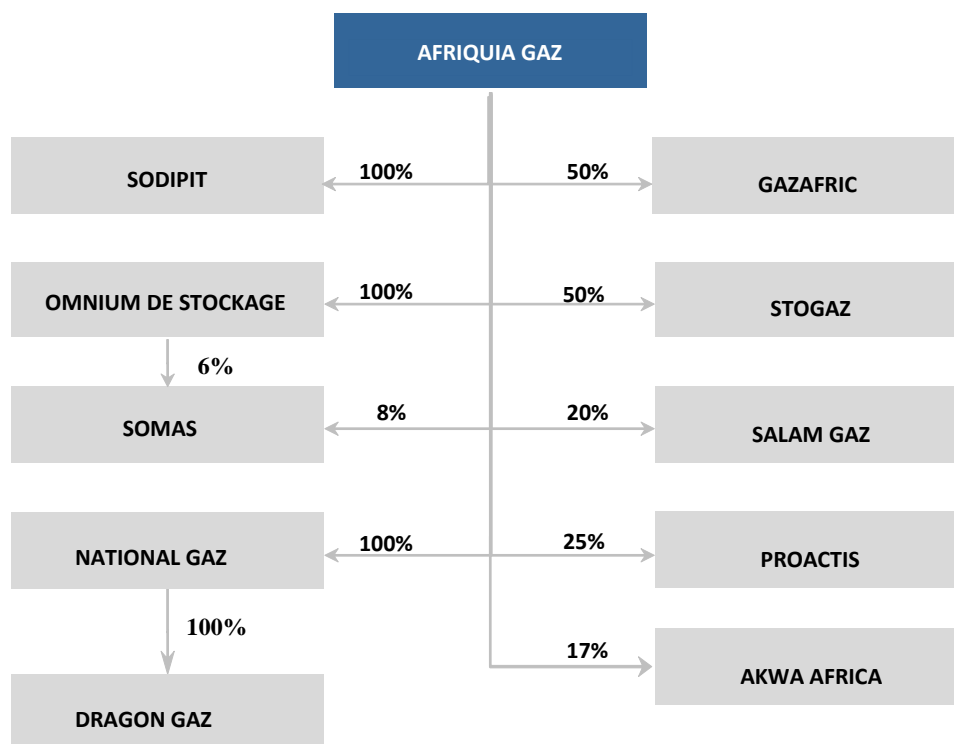 AFRIQUIA GAZ
SODIPIT
100%
50%
GAZAFRIC
OMNIUM DE STOCKAGE
100%
50%
STOGAZ
6%
SOMAS
8%
20%
SALAM GAZ
NATIONAL GAZ
100%
25%
PROACTIS
100%
17%
AKWA AFRICA
DRAGON GAZ